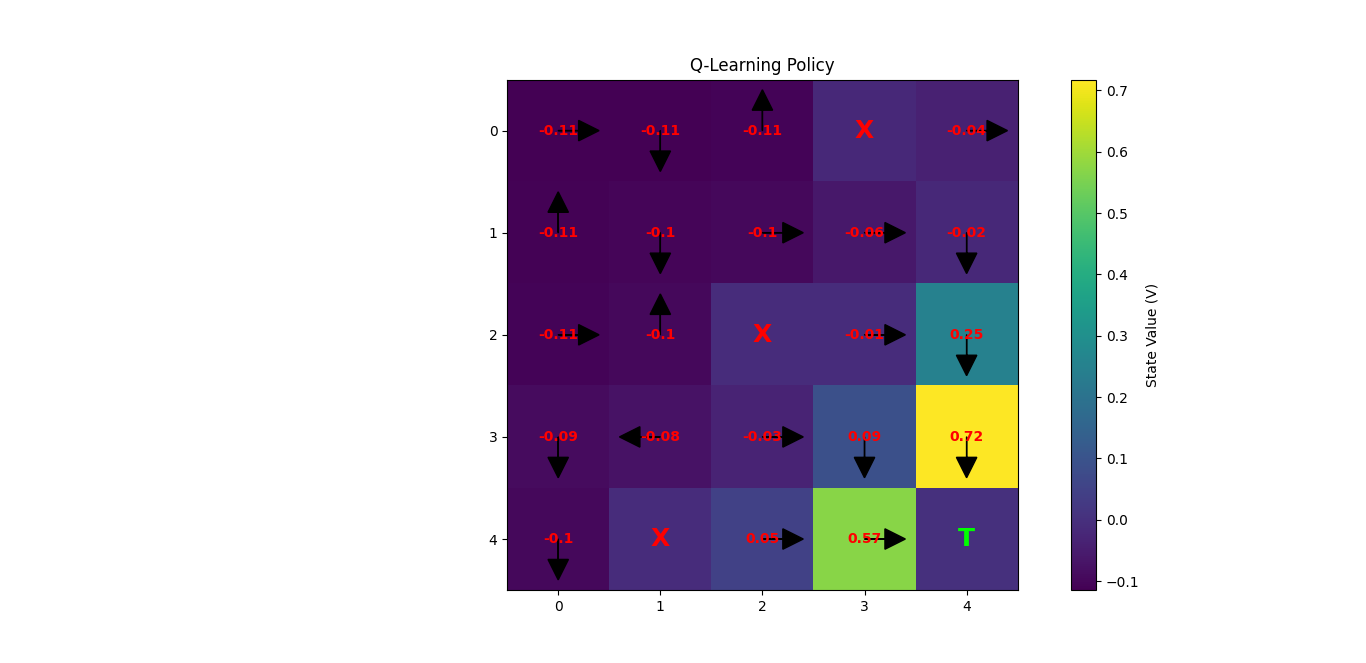 Q-Learning Policy
0 -0.11 -0.11 -0.11 X -0.04
1 -0.11 -0.1 -0.1 -0.06 -0.02
2 -0.11 -0.1 X -0.01 0.25
3 -0.09 -0.08 -0.03 0.09 0.72
4 -0.1 X 0.57 T
0 1 2 3 4
0.7
0.6
0.5
0.4
0.3
0.2
0.1
0.0
−0.1
State Value (V)